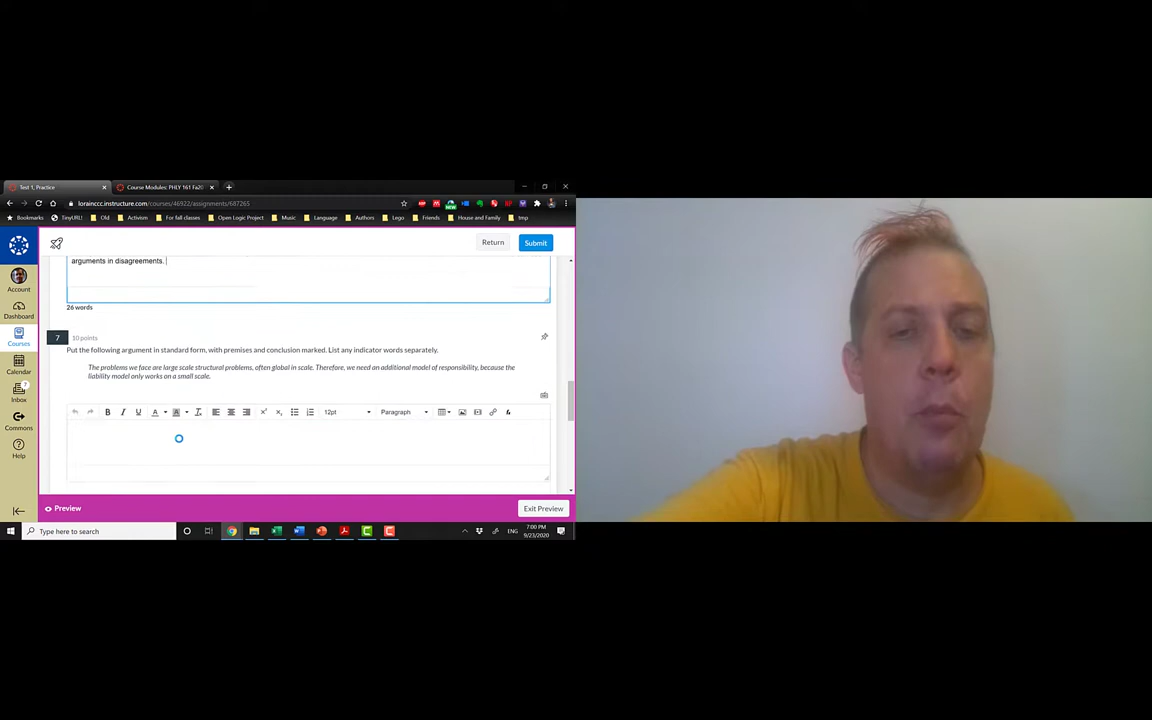 Test 1, Practice
Course Modules: PHLY 161 Fa20
lorainccc.instructure.com/courses/46922/assignments/687265
Bookmarks
TinyURL!
Old
Activism
For fall classes
Open Logic Project
Music
Language
Authors
Lego
Friends
House and Family
tmp
NEW
Return
Submit
Account
Dashboard
Courses
Calendar
7
Inbox
Commons
Help
arguments in disagreements.
26 words
7
10 points
Put the following argument in standard form, with premises and conclusion marked. List any indicator words separately.
The problems we face are large scale structural problems, often global in scale. Therefore, we need an additional model of responsibility, because the
liability model only works on a small scale.
12pt
Paragraph
Preview
Exit Preview
Type here to search
ENG
7:00 PM
9/23/2020